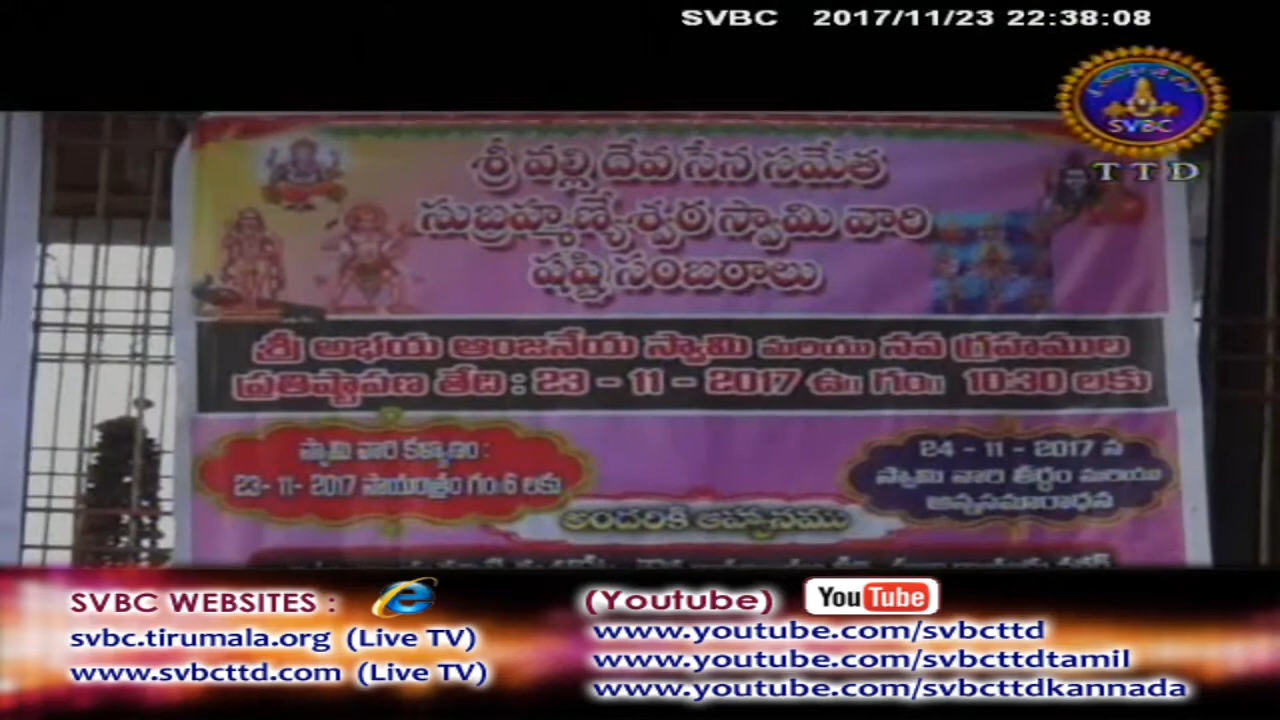 SVBC 2017/11/23 22:38:08
SVBC
T T D
శ్రీ వల్లి దేవ సేన సమేత
సుబ్రహ్మణ్యేశ్వర స్వామి వారి
షష్ఠి సంబరాలు
శ్రీ అభయ ఆంజనేయ స్వామి మరియు నవ గ్రహముల
ప్రతిష్ఠాపణ తేది : 23 - 11 - 2017 ఉ॥ గం॥ 10:30 లకు
స్వామి వారి కళ్యాణం :
23- 11- 2017 సాయంత్రం గం॥6 లకు
24 - 11 - 2017 న
స్వామి వారి తీర్థం మరియు
అన్నసమారాధన
అందరికి ఆహ్వానము
SVBC WEBSITES :
svbc.tirumala.org (Live TV)
www.svbcttd.com (Live TV)
(Youtube) YouTube
www.youtube.com/svbcttd
www.youtube.com/svbcttdtamil
www.youtube.com/svbcttdkannada